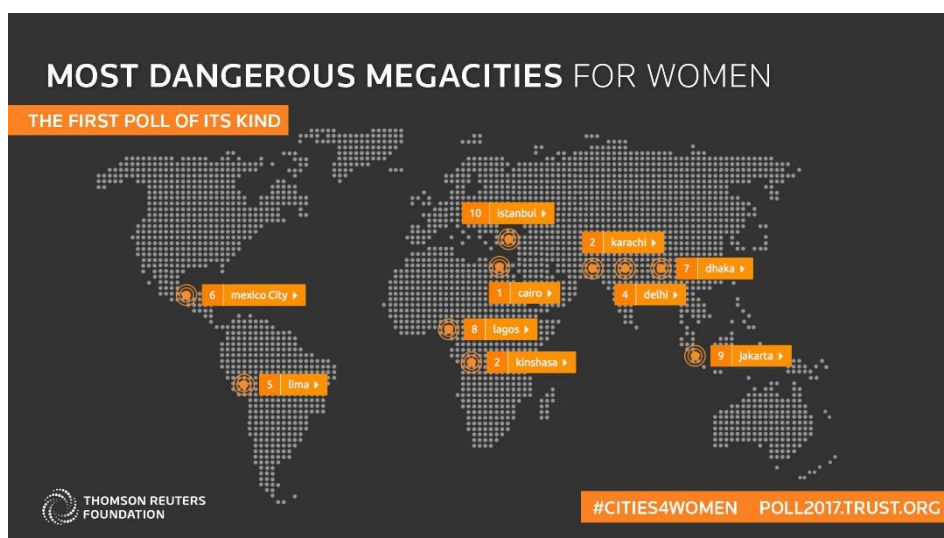 MOST DANGEROUS MEGACITIES FOR WOMEN
THE FIRST POLL OF ITS KIND
10 istanbul
2 karachi
7 dhaka
1 cairo
4 delhi
6 mexico City
8 lagos
9 jakarta
2 kinshasa
5 lima
THOMSON REUTERS
FOUNDATION
#CITIES4WOMEN POLL2017.TRUST.ORG